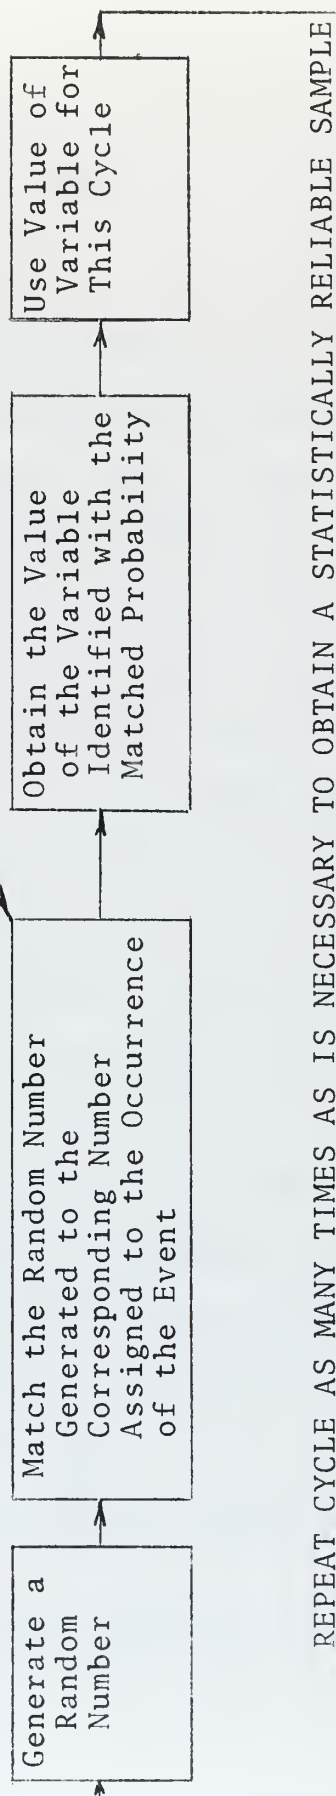 Generate a
Random
Number
Match the Random Number
Generated to the
Corresponding Number
Assigned to the Occurrence
of the Event
Obtain the Value
of the Variable
Identified with the
Matched Probability
Use Value of
Variable for
This Cycle
REPEAT CYCLE AS MANY TIMES AS IS NECESSARY TO OBTAIN A STATISTICALLY RELIABLE SAMPLE